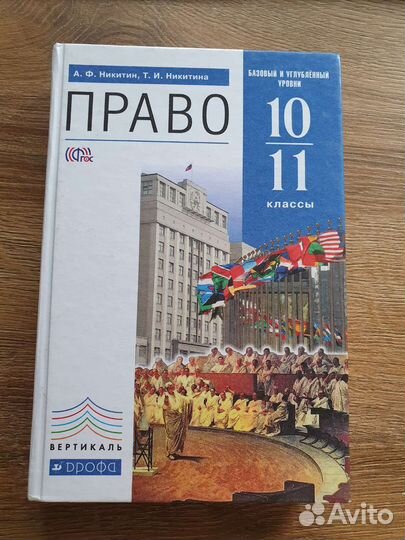 А. Ф. Никитин, Т. И. Никитина
БАЗОВЫЙ И УГЛУБЛЁННЫЙ
УРОВНИ
ПРАВО
10
11
классы
ФГОС
ВЕРТИКАЛЬ
дрофа
Avito